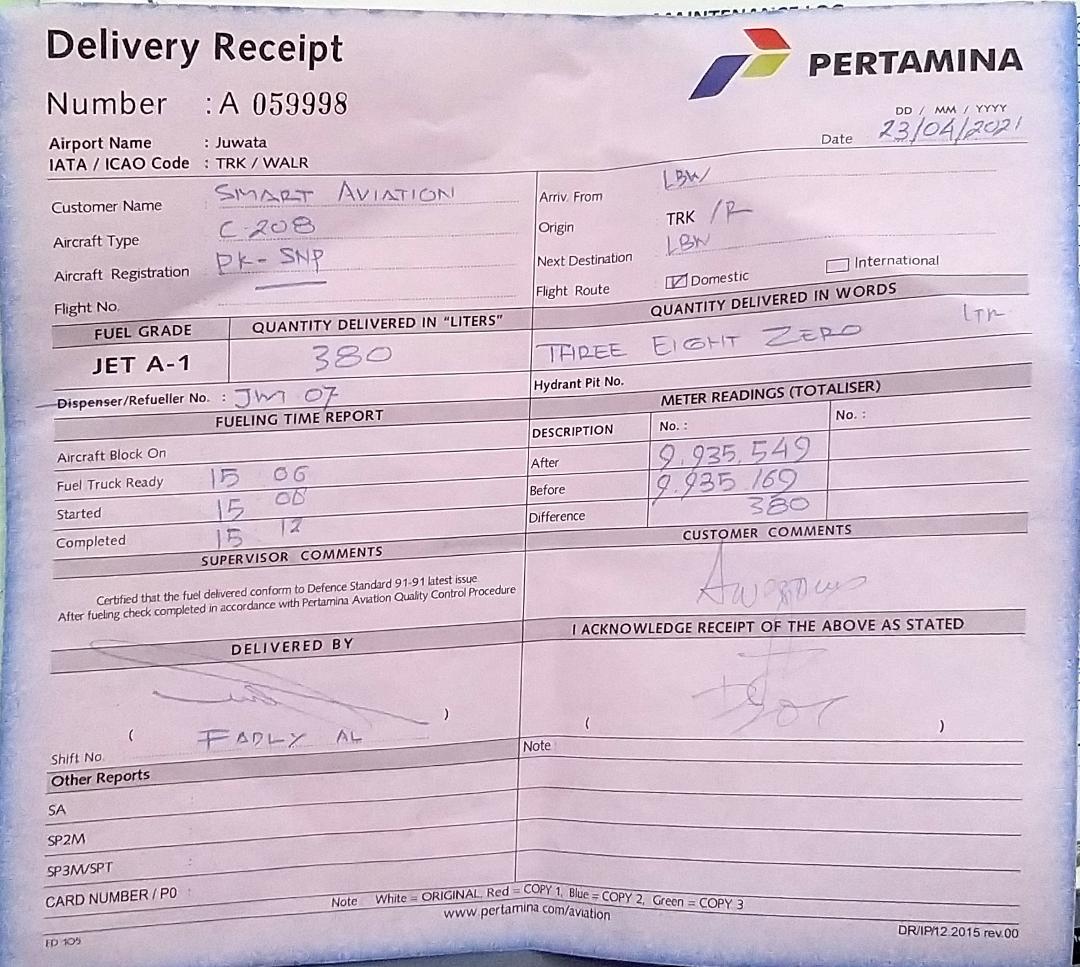 Delivery Receipt
PERTAMINA
Number : A 059998
DD / MM / YYYY
Date 23/04/2021
Airport Name : Juwata
IATA / ICAO Code : TRK / WALR
Customer Name SMART AVIATION
Arriv. From LBW
Aircraft Type C-208
Origin TRK /R
Aircraft Registration PK-SNP
Next Destination LBW
Flight No.
Flight Route Domestic International
FUEL GRADE QUANTITY DELIVERED IN "LITERS"
QUANTITY DELIVERED IN WORDS
JET A-1 380
THREE EIGHT ZERO LTR
Dispenser/Refueller No. : JWT 07
Hydrant Pit No.
FUELING TIME REPORT
METER READINGS (TOTALISER)
DESCRIPTION No. : No. :
Aircraft Block On
After 9.935.549
Fuel Truck Ready 15 06
Before 9.935.169
Started 15 08
Difference 380
Completed 15 12
SUPERVISOR COMMENTS
CUSTOMER COMMENTS
Certified that the fuel delivered conform to Defence Standard 91-91 latest issue
After fueling check completed in accordance with Pertamina Aviation Quality Control Procedure
DELIVERED BY
I ACKNOWLEDGE RECEIPT OF THE ABOVE AS STATED
( FADLY AL )
( )
Shift No.
Note
Other Reports
SA
SP2M
SP3M/SPT :
CARD NUMBER / P0 :
Note White = ORIGINAL, Red = COPY 1, Blue = COPY 2, Green = COPY 3
www.pertamina com/aviation
FD 105
DR/IP/12.2015 rev.00